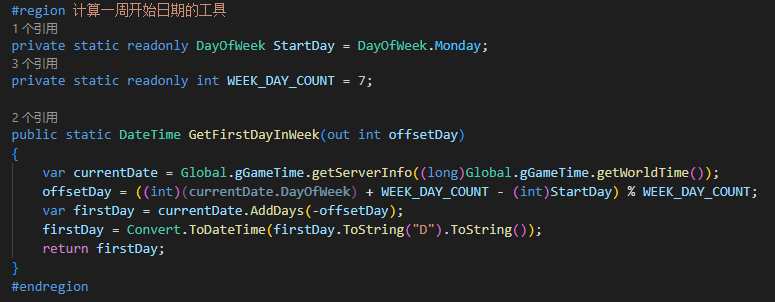 #region 计算一周开始日期的工具
1 个引用
private static readonly DayOfWeek StartDay = DayOfWeek.Monday;
3 个引用
private static readonly int WEEK_DAY_COUNT = 7;
2 个引用
public static DateTime GetFirstDayInWeek(out int offsetDay)
{
var currentDate = Global.gGameTime.getServerInfo((long)Global.gGameTime.getWorldTime());
offsetDay = ((int)(currentDate.DayOfWeek) + WEEK_DAY_COUNT - (int)StartDay) % WEEK_DAY_COUNT;
var firstDay = currentDate.AddDays(-offsetDay);
firstDay = Convert.ToDateTime(firstDay.ToString("D").ToString());
return firstDay;
}
#endregion